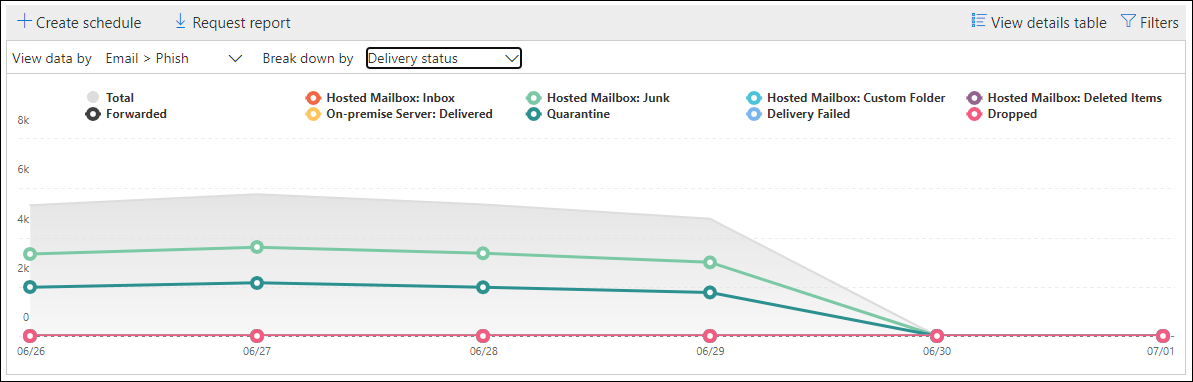 Create schedule Request report View details table Filters
View data by Email > Phish Break down by Delivery status
Total Hosted Mailbox: Inbox Hosted Mailbox: Junk Hosted Mailbox: Custom Folder Hosted Mailbox: Deleted Items
Forwarded On-premise Server: Delivered Quarantine Delivery Failed Dropped
8k
6k
4k
2k
0
06/26 06/27 06/28 06/29 06/30 07/01